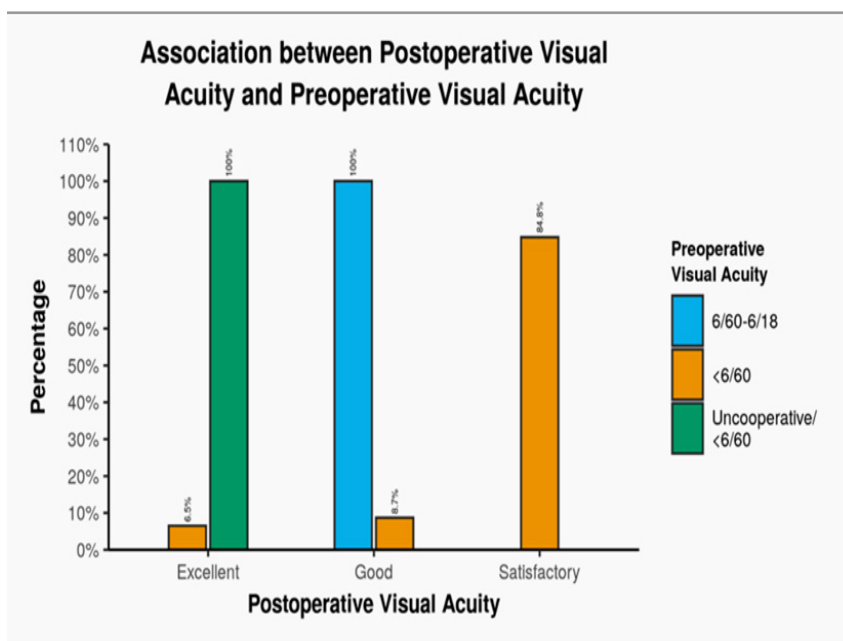 Association between Postoperative Visual
Acuity and Preoperative Visual Acuity
110%
100%
90%
80%
70%
60%
50%
40%
30%
20%
10%
0%
Percentage
6.5%
100%
100%
8.7%
84.8%
Excellent
Good
Satisfactory
Postoperative Visual Acuity
Preoperative
Visual Acuity
6/60-6/18
<6/60
Uncooperative/
<6/60